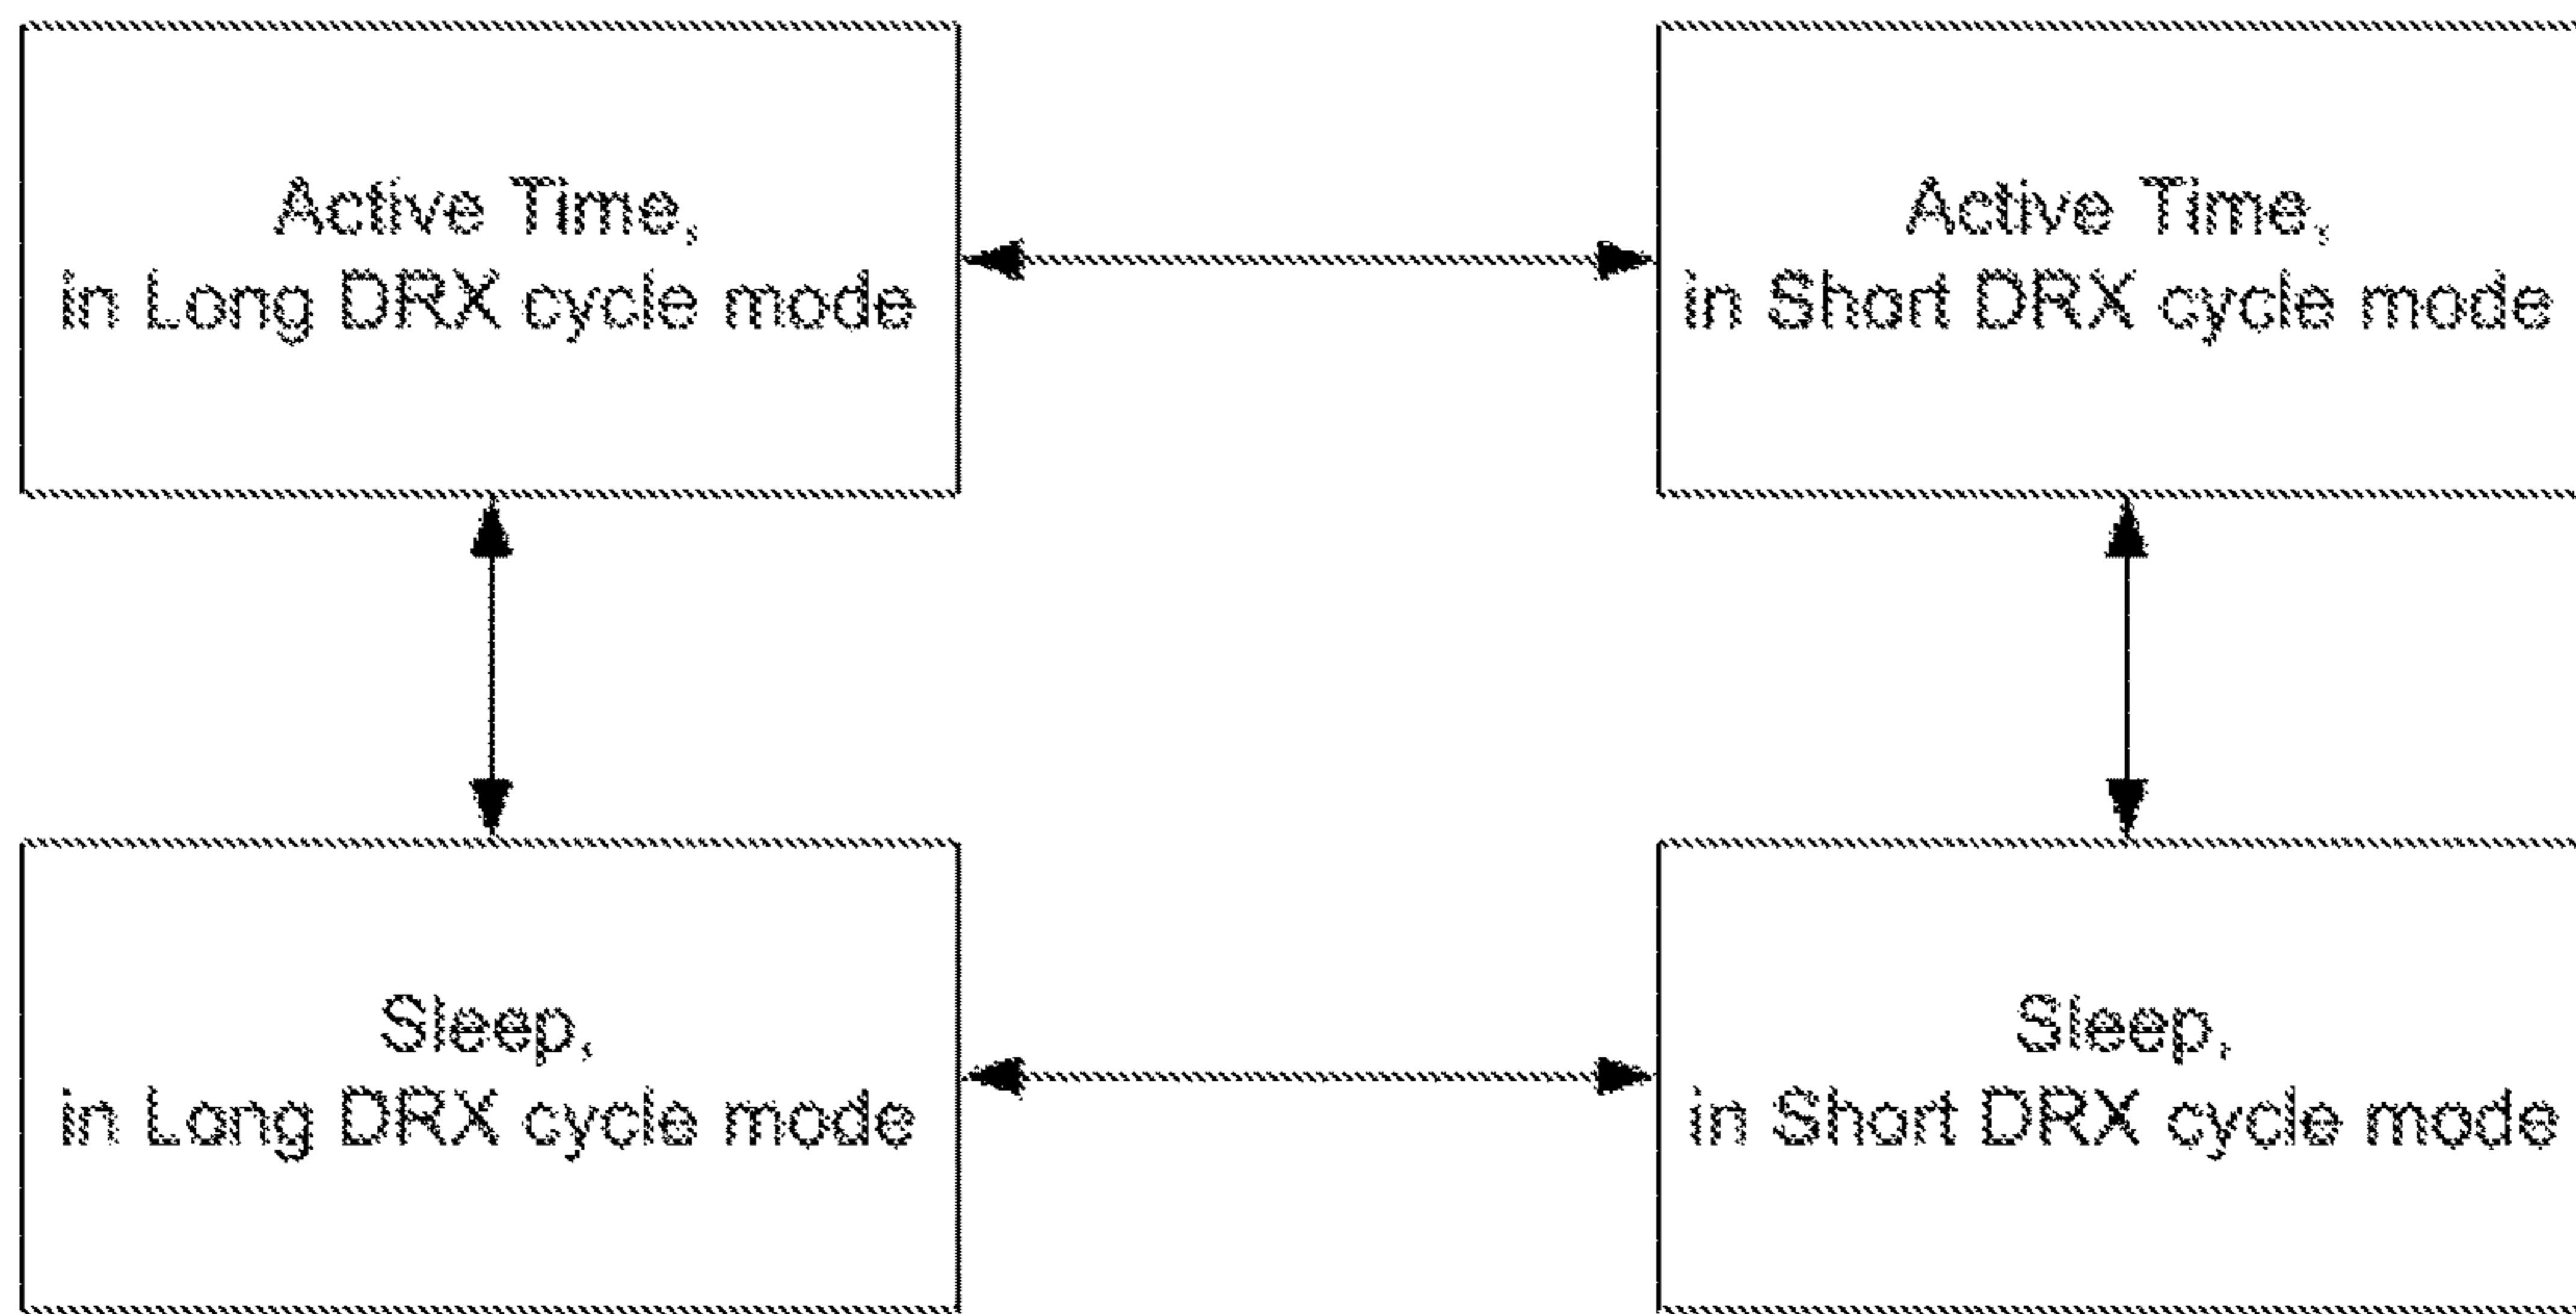 Active Time,
in Long DRX cycle mode
Active Time,
in Short DRX cycle mode
Sleep,
in Long DRX cycle mode
Sleep,
in Short DRX cycle mode